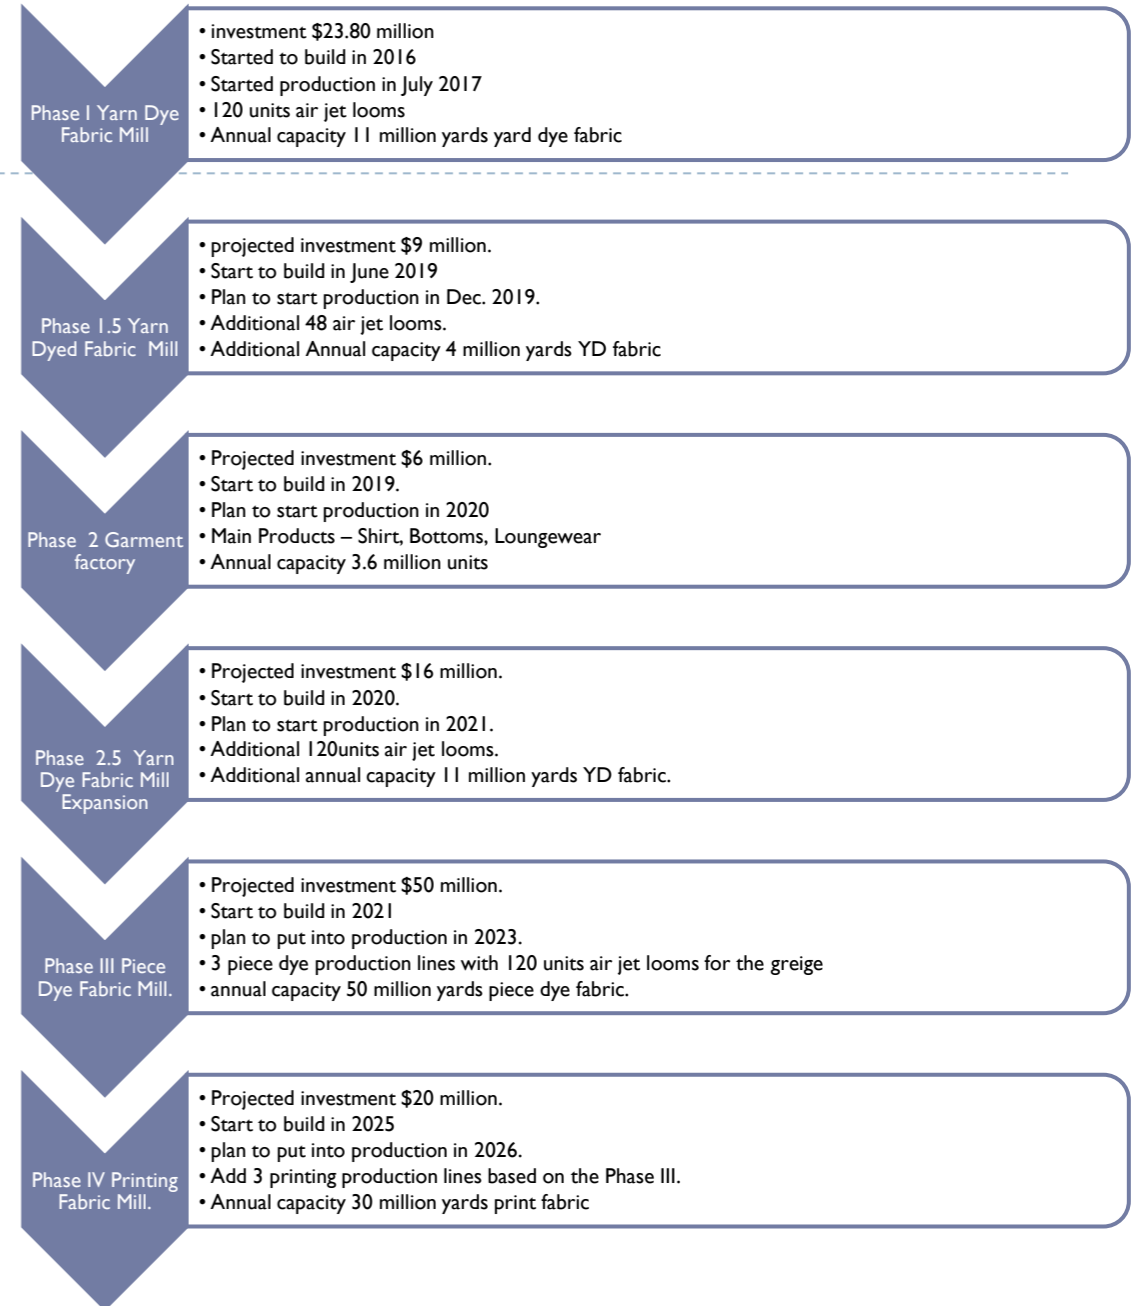 Phase I Yarn Dye
Fabric Mill
• investment $23.80 million
• Started to build in 2016
• Started production in July 2017
• 120 units air jet looms
• Annual capacity 11 million yards yard dye fabric
Phase 1.5 Yarn
Dyed Fabric Mill
• projected investment $9 million.
• Start to build in June 2019
• Plan to start production in Dec. 2019.
• Additional 48 air jet looms.
• Additional Annual capacity 4 million yards YD fabric
Phase 2 Garment
factory
• Projected investment $6 million.
• Start to build in 2019.
• Plan to start production in 2020
• Main Products – Shirt, Bottoms, Loungewear
• Annual capacity 3.6 million units
Phase 2.5 Yarn
Dye Fabric Mill
Expansion
• Projected investment $16 million.
• Start to build in 2020.
• Plan to start production in 2021.
• Additional 120units air jet looms.
• Additional annual capacity 11 million yards YD fabric.
Phase III Piece
Dye Fabric Mill.
• Projected investment $50 million.
• Start to build in 2021
• plan to put into production in 2023.
• 3 piece dye production lines with 120 units air jet looms for the greige
• annual capacity 50 million yards piece dye fabric.
Phase IV Printing
Fabric Mill.
• Projected investment $20 million.
• Start to build in 2025
• plan to put into production in 2026.
• Add 3 printing production lines based on the Phase III.
• Annual capacity 30 million yards print fabric